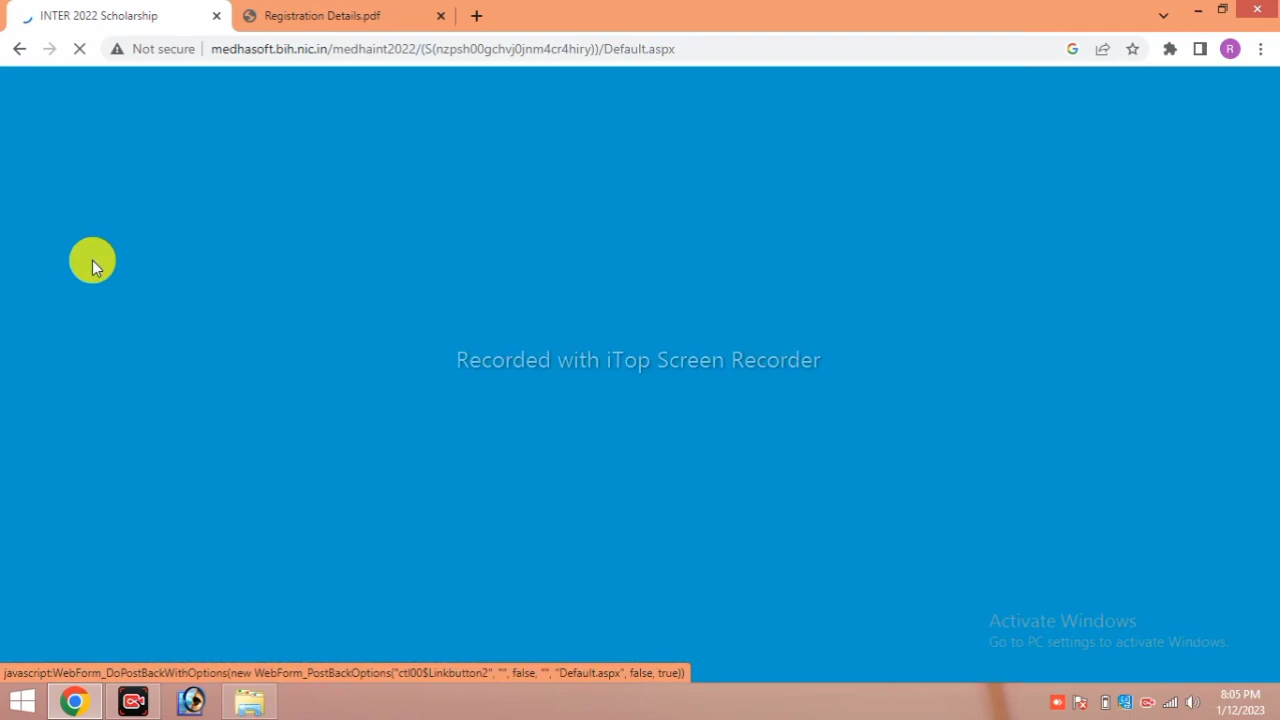 INTER 2022 Scholarship
Registration Details.pdf
Not secure
medhasoft.bih.nic.in/medhaint2022/(S(nzpsh00gchvj0jnm4cr4hiry))/Default.aspx
G
R
Recorded with iTop Screen Recorder
Activate Windows
Go to PC settings to activate Windows.
javascript:WebForm_DoPostBackWithOptions(new WebForm_PostBackOptions("ctl00$Linkbutton2", "", false, "", "Default.aspx", false, true))
8:05 PM
1/12/2023